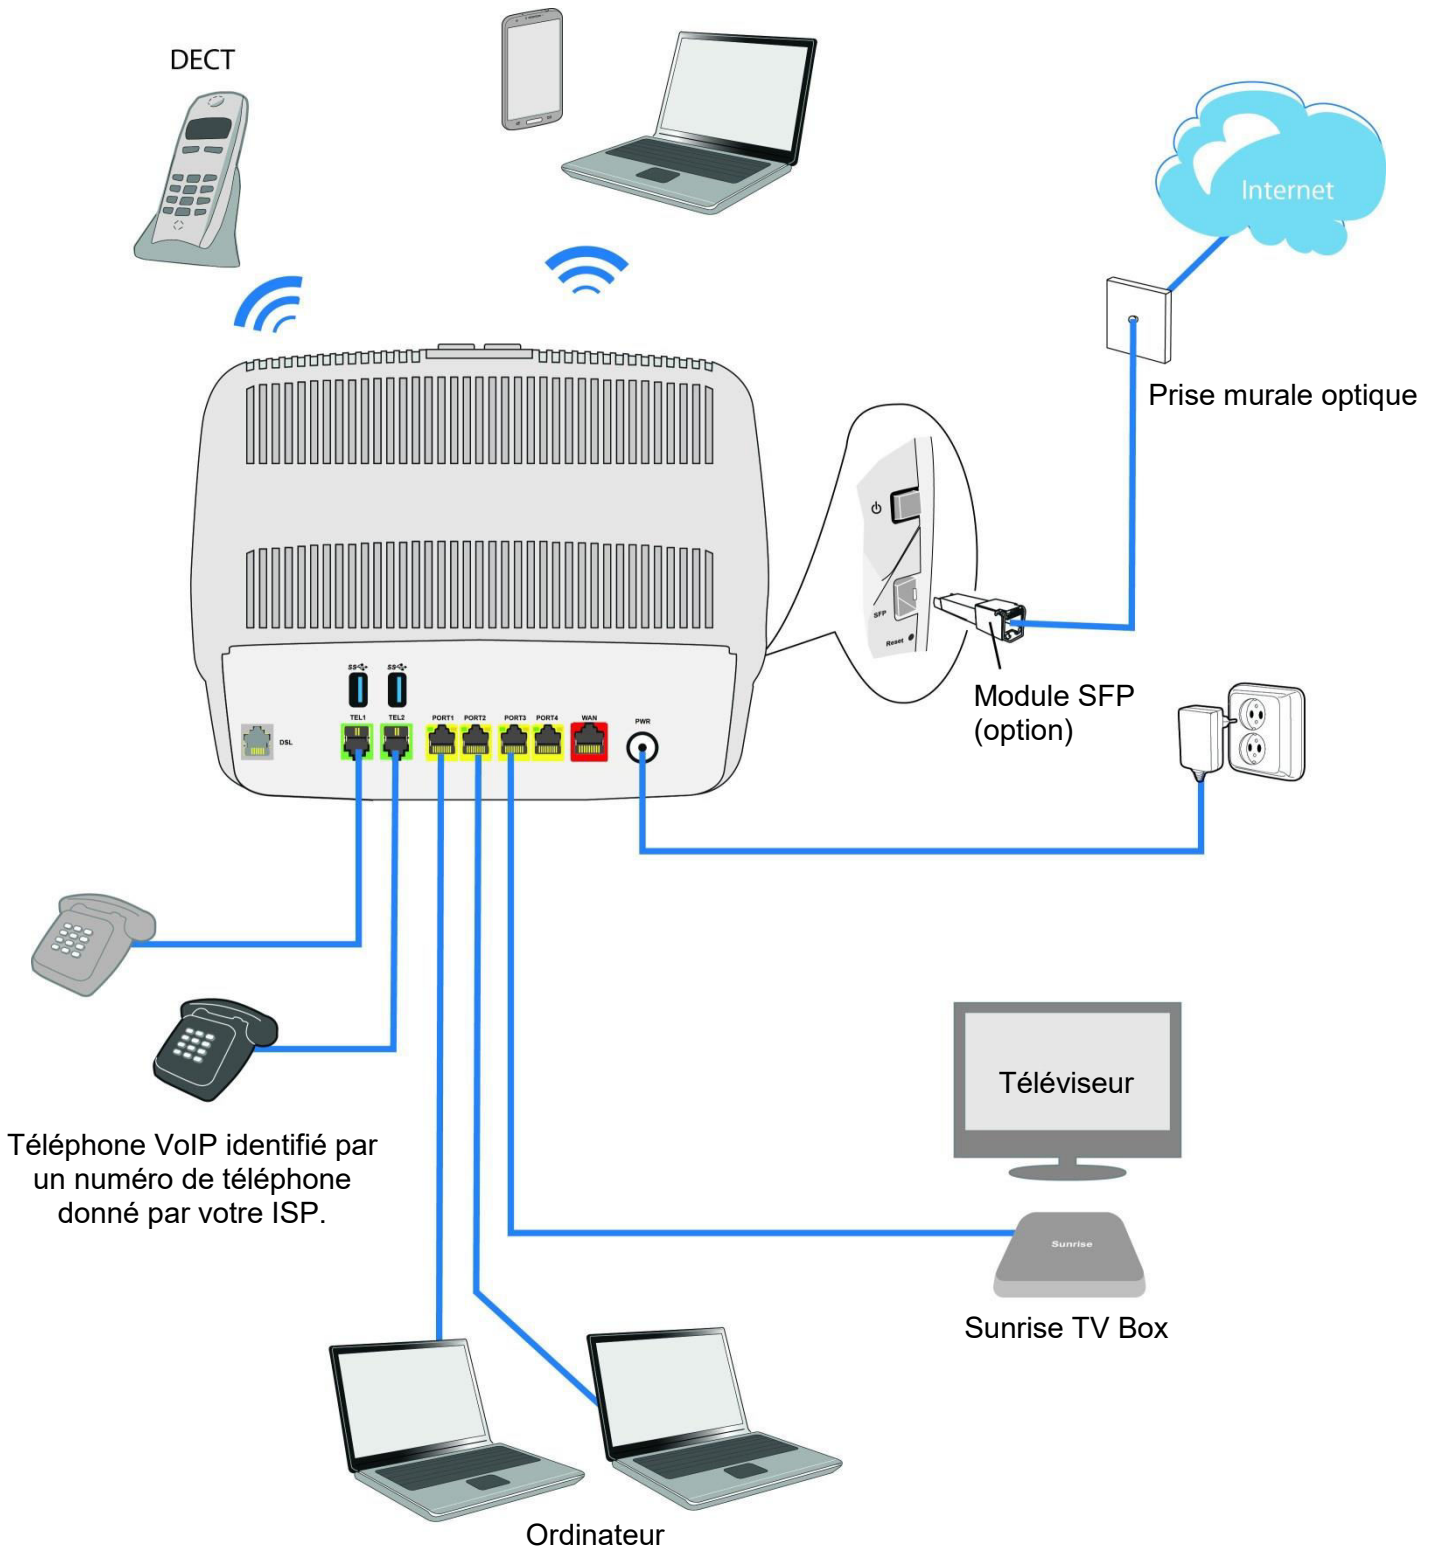 DECT
Internet
Prise murale optique
SFP
Reset
Module SFP
(option)
SS
SS
TEL1
TEL2
PORT1
PORT2
PORT3
PORT4
WAN
PWR
DSL
Téléphone VoIP identifié par
un numéro de téléphone
donné par votre ISP.
Téléviseur
Sunrise
Sunrise TV Box
Ordinateur